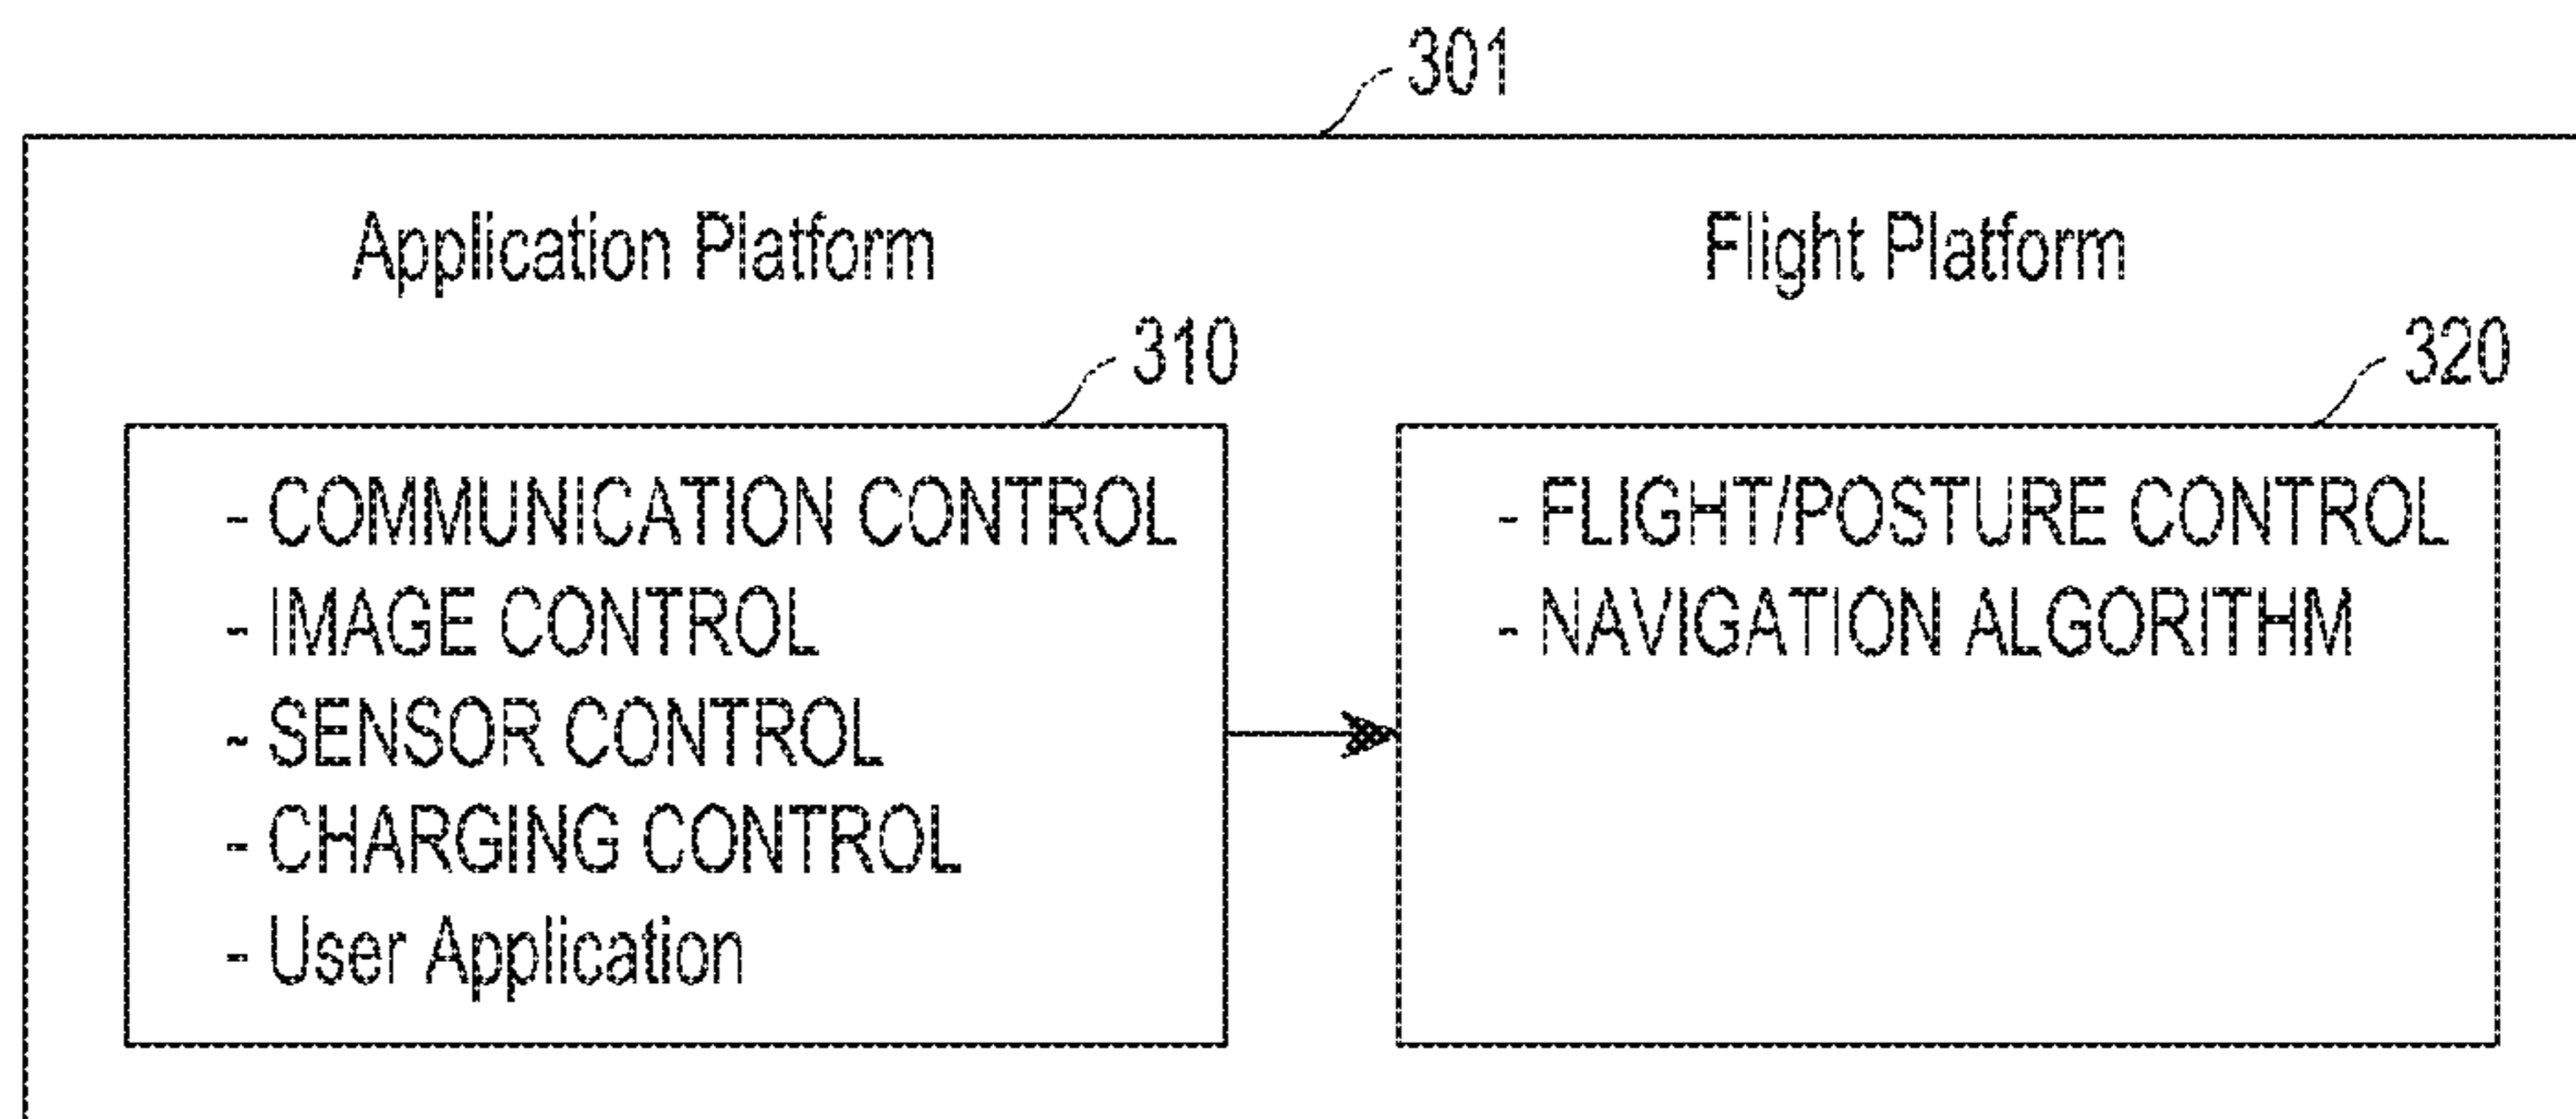 301
Application Platform
Flight Platform
310
320
- COMMUNICATION CONTROL
- IMAGE CONTROL
- SENSOR CONTROL
- CHARGING CONTROL
- User Application
- FLIGHT/POSTURE CONTROL
- NAVIGATION ALGORITHM